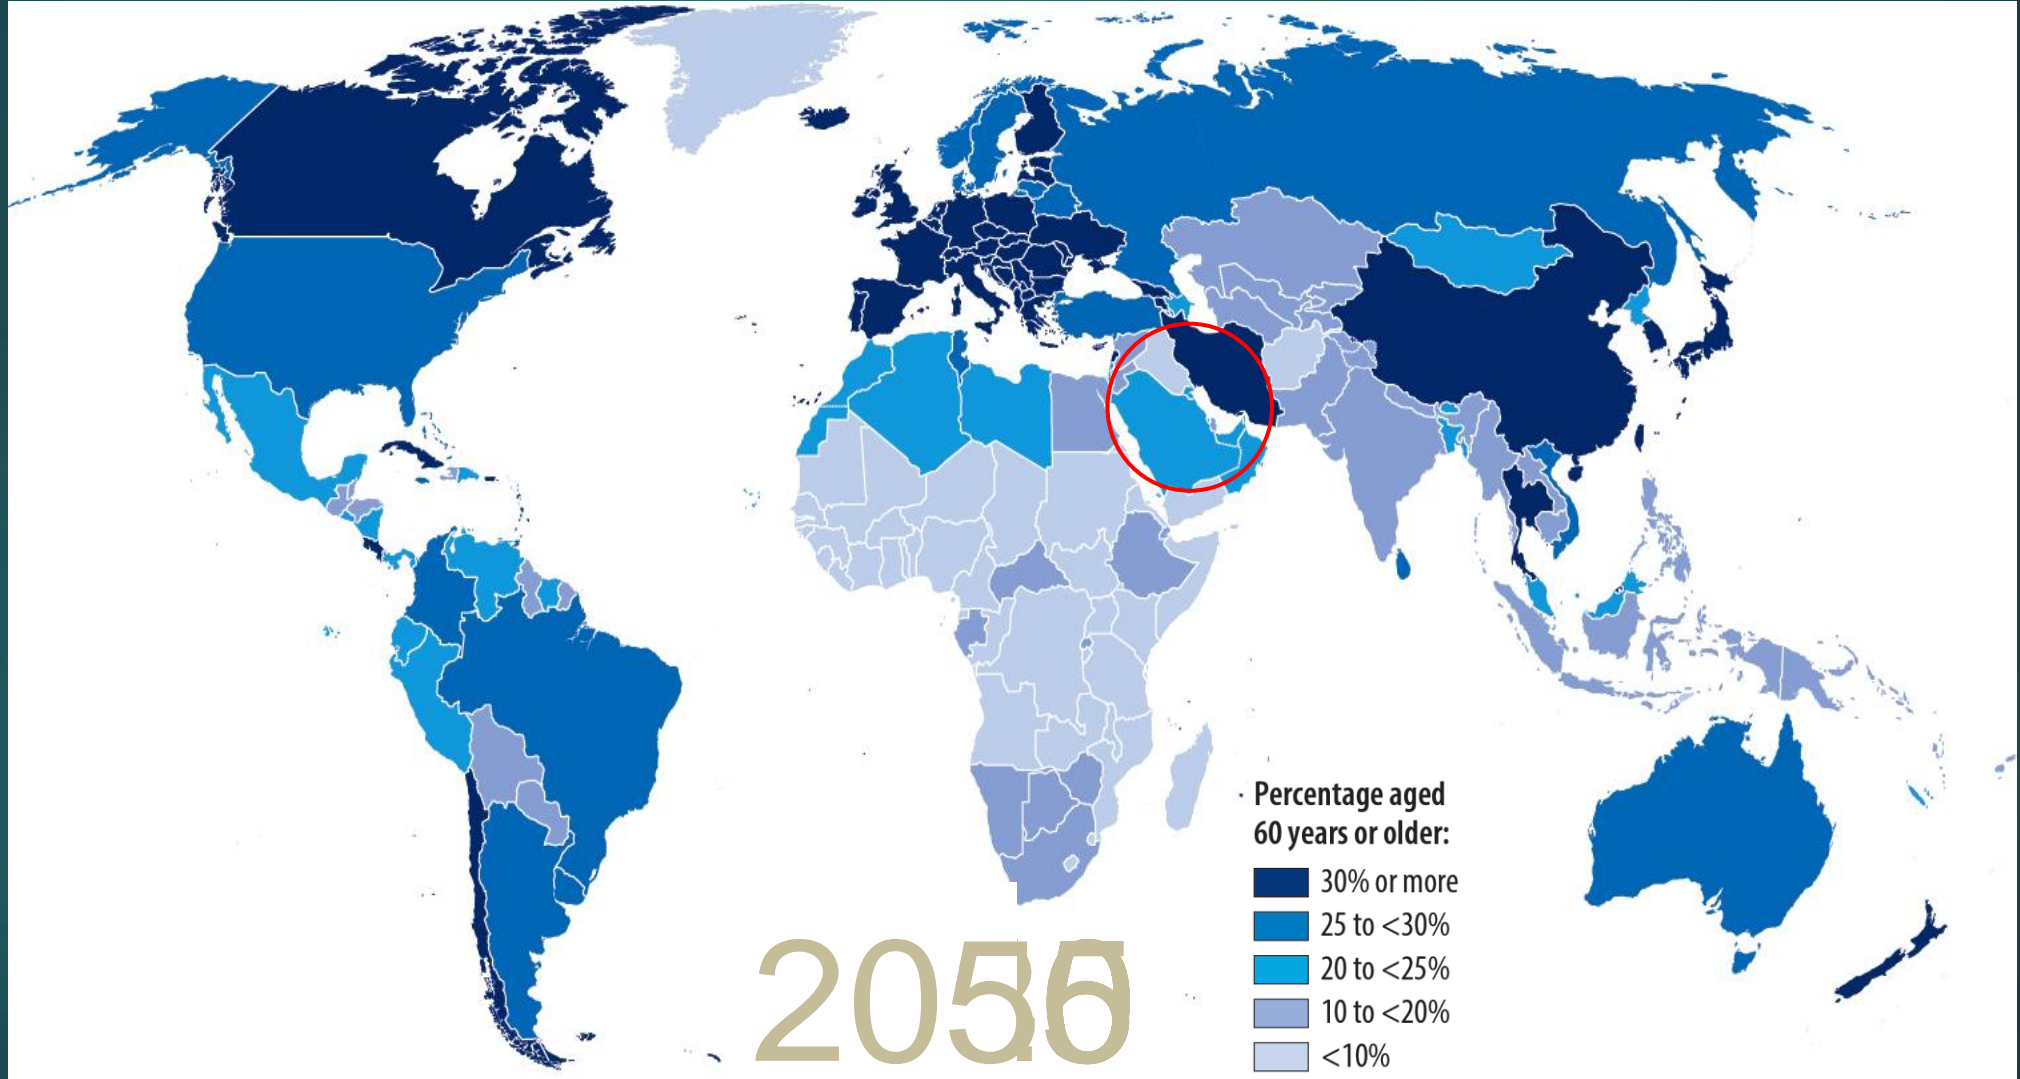 Percentage aged
60 years or older:
30% or more
25 to <30%
20 to <25%
10 to <20%
<10%